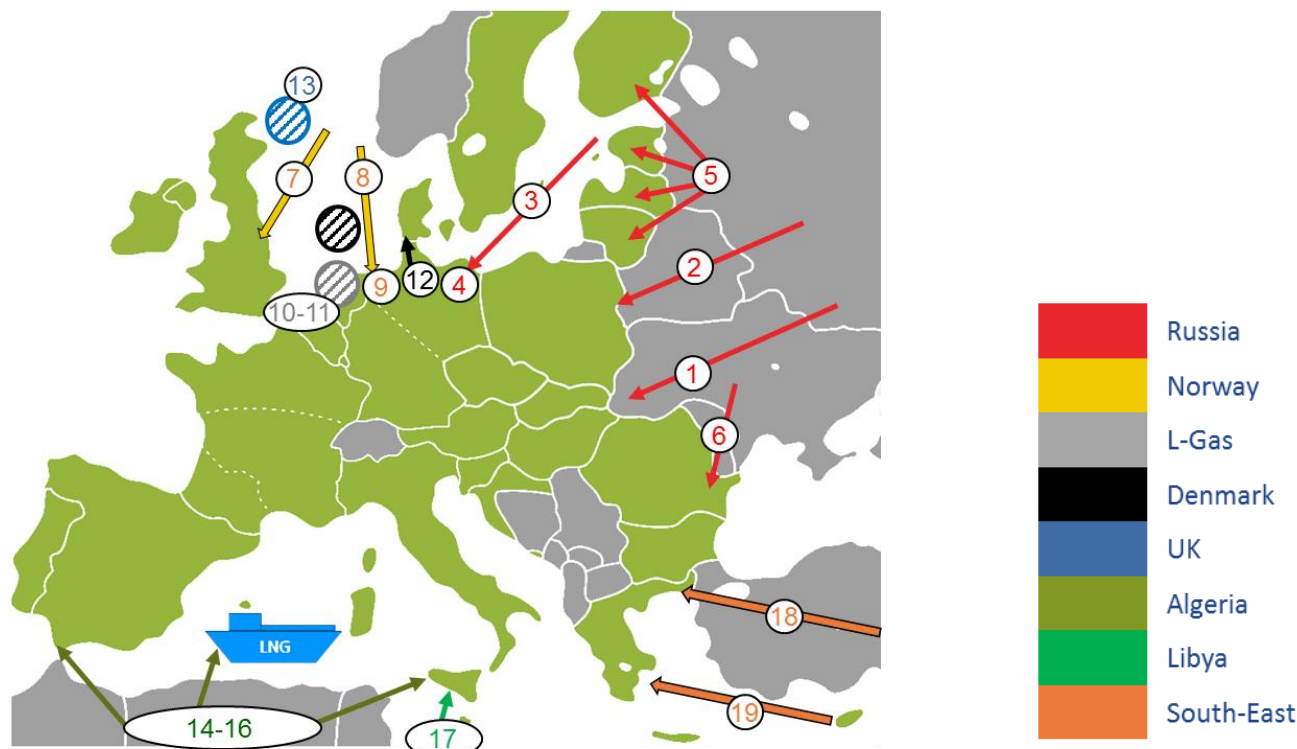 13
7
8
3
5
12
4
9
10-11
2
1
6
LNG
14-16
17
18
19
Russia
Norway
L-Gas
Denmark
UK
Algeria
Libya
South-East